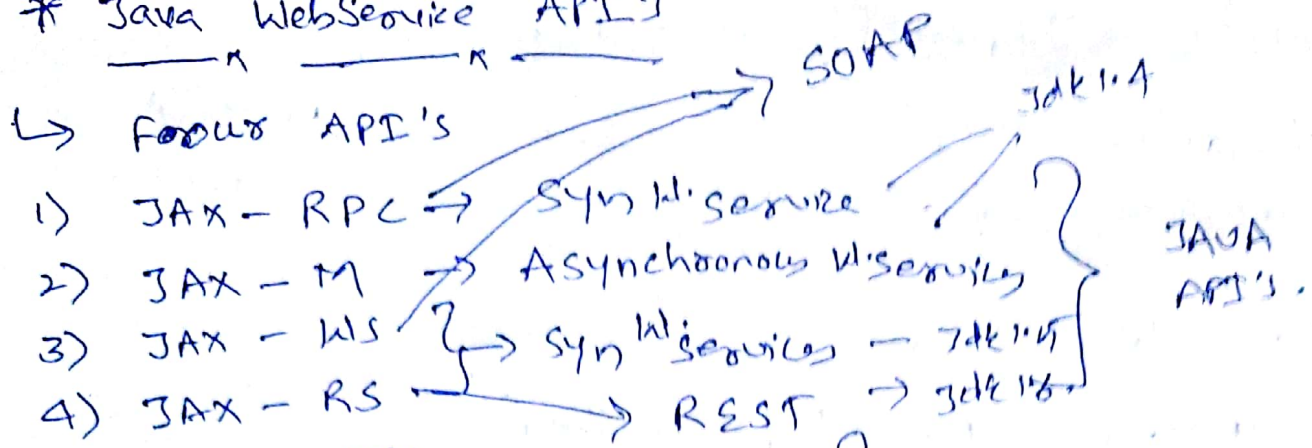 * Java WebService API's
↳ Foour API's
SOAP
Jdk 1.4
1) JAX - RPC → Syn W.service
2) JAX - M → Asynchronous W.services
3) JAX - WS → Syn W.services - Jdk 1.5
4) JAX - RS → REST → Jdk 1.6
JAVA
API's.